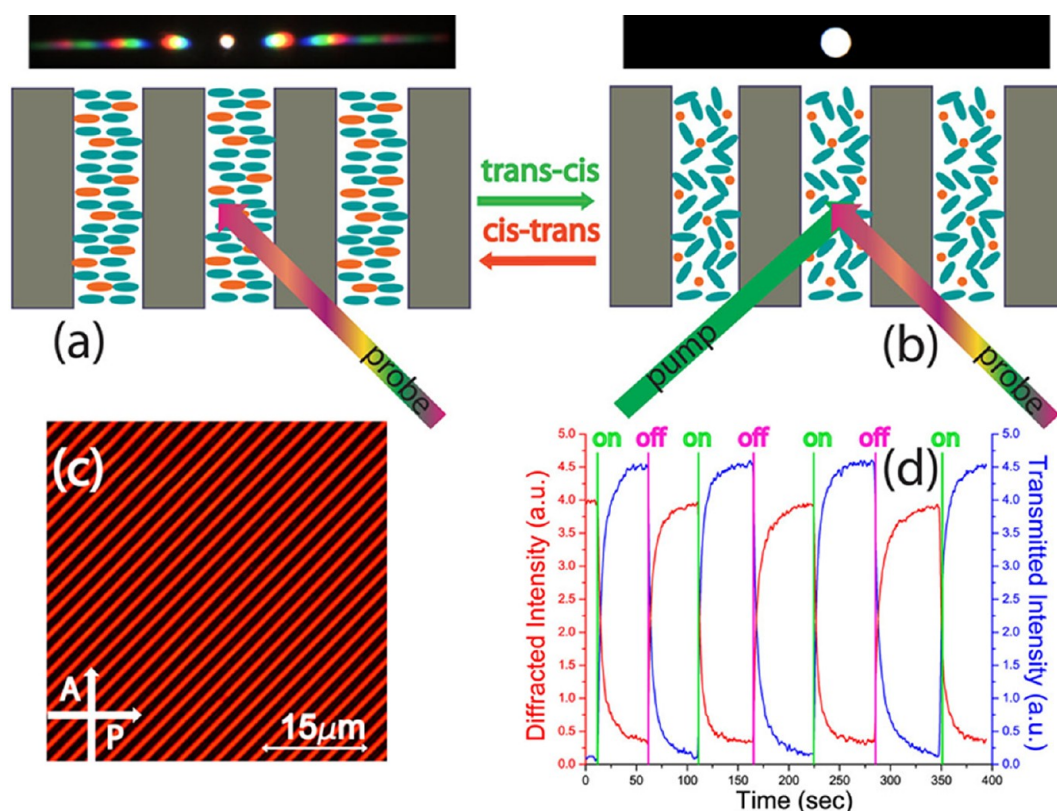 (a)
(b)
trans-cis
cis-trans
probe
pump
probe
(c)
A
P
15μm
(d)
on off on off on off on
Diffracted Intensity (a.u.)
5.0
4.5
4.0
3.5
3.0
2.5
2.0
1.5
1.0
0.5
0.0
5.0
4.5
4.0
3.5
3.0
2.5
2.0
1.5
1.0
0.5
0.0
Transmitted Intensity (a.u.)
0 50 100 150 200 250 300 350 400
Time (sec)